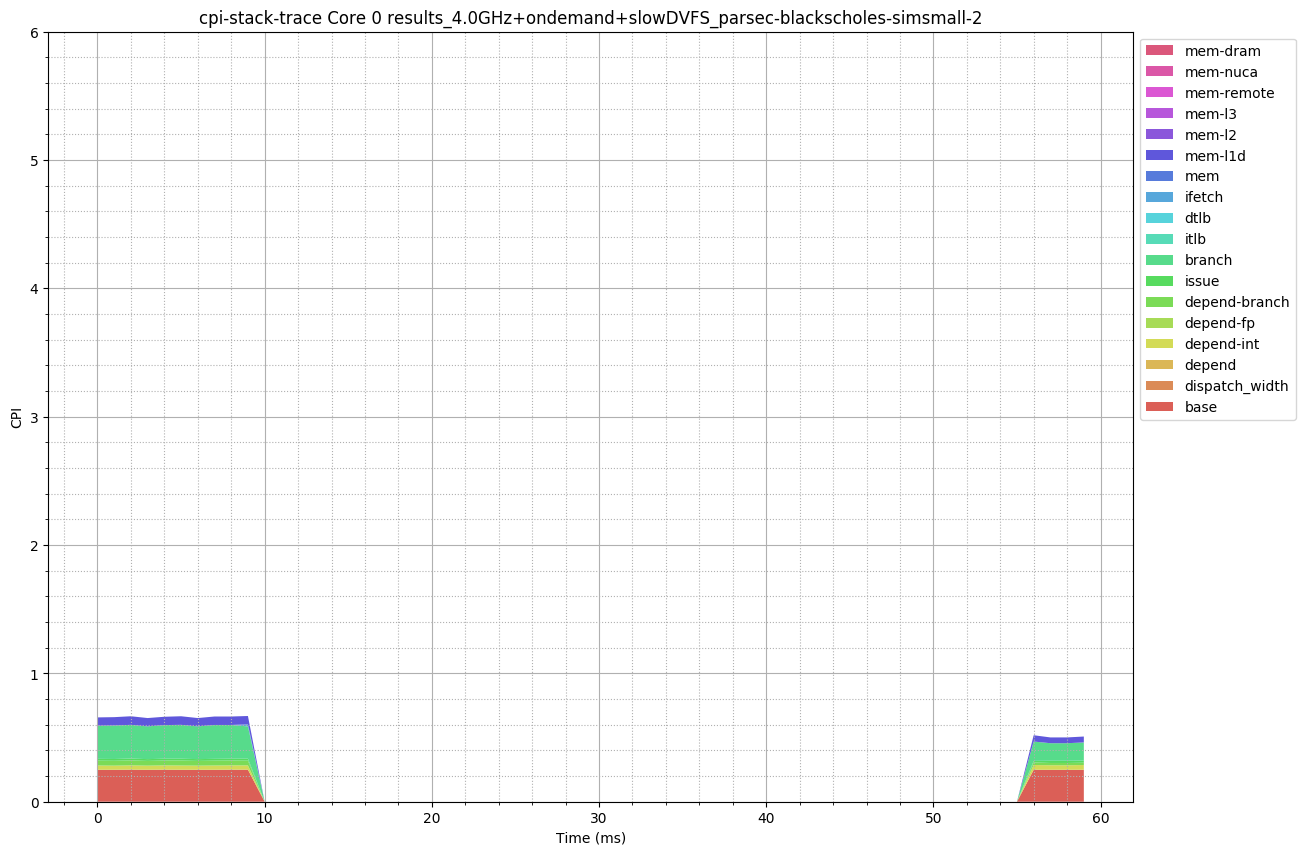 cpi-stack-trace Core 0 results_4.0GHz+ondemand+slowDVFS_parsec-blackscholes-simsmall-2
6
5
4
3
2
1
0
CPI
0 10 20 30 40 50 60
Time (ms)
mem-dram
mem-nuca
mem-remote
mem-l3
mem-l2
mem-l1d
mem
ifetch
dtlb
itlb
branch
issue
depend-branch
depend-fp
depend-int
depend
dispatch_width
base